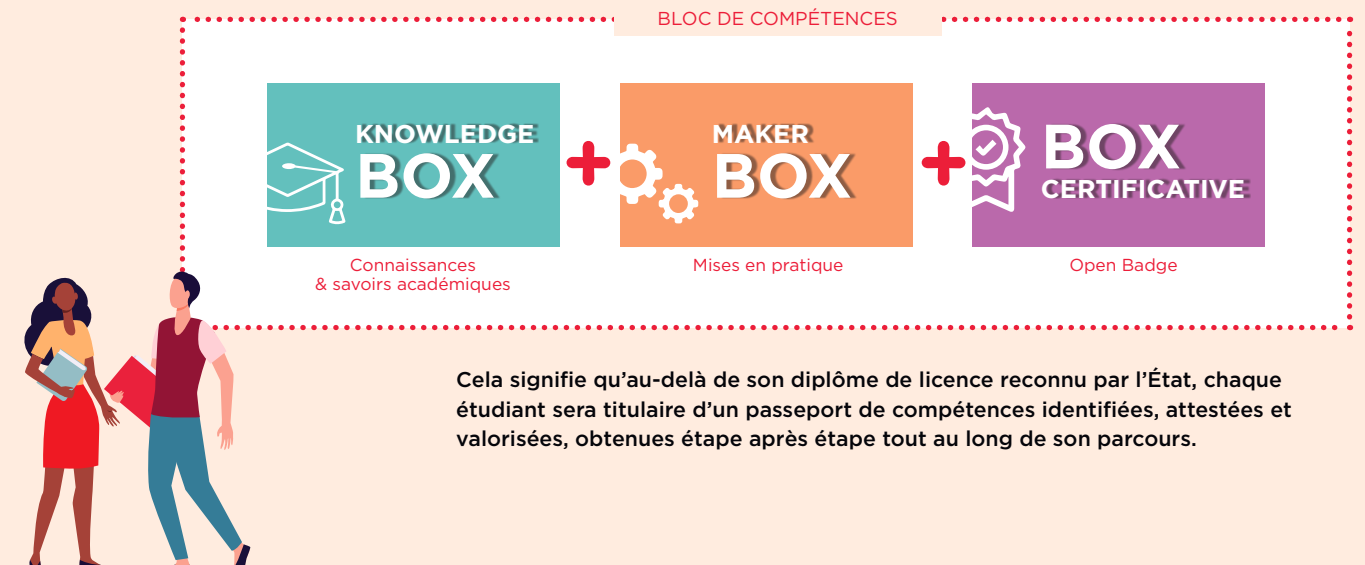 BLOC DE COMPÉTENCES
KNOWLEDGE
BOX
MAKER
BOX
BOX
CERTIFICATIVE
Connaissances
& savoirs académiques
Mises en pratique
Open Badge
Cela signifie qu’au-delà de son diplôme de licence reconnu par l’État, chaque
étudiant sera titulaire d’un passeport de compétences identifiées, attestées et
valorisées, obtenues étape après étape tout au long de son parcours.